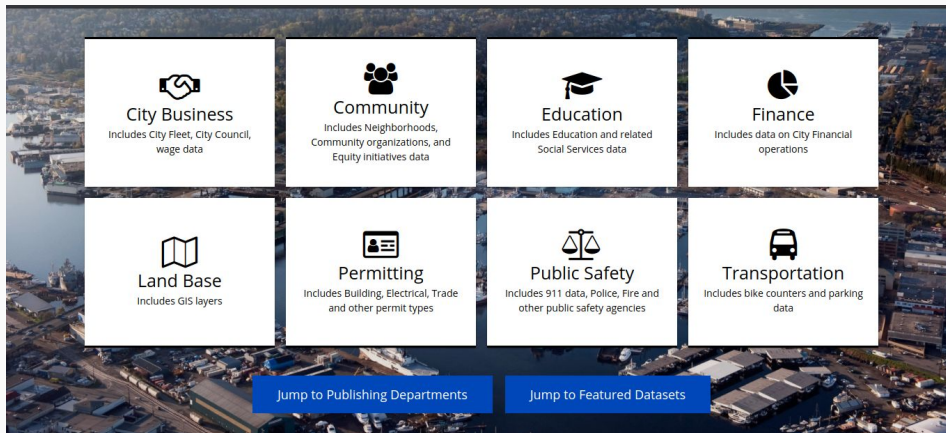 City Business
Includes City Fleet, City Council,
wage data
Community
Includes Neighborhoods,
Community organizations, and
Equity initiatives data
Education
Includes Education and related
Social Services data
Finance
Includes data on City Financial
operations
Land Base
Includes GIS layers
Permitting
Includes Building, Electrical, Trade
and other permit types
Public Safety
Includes 911 data, Police, Fire and
other public safety agencies
Transportation
Includes bike counters and parking
data
Jump to Publishing Departments
Jump to Featured Datasets